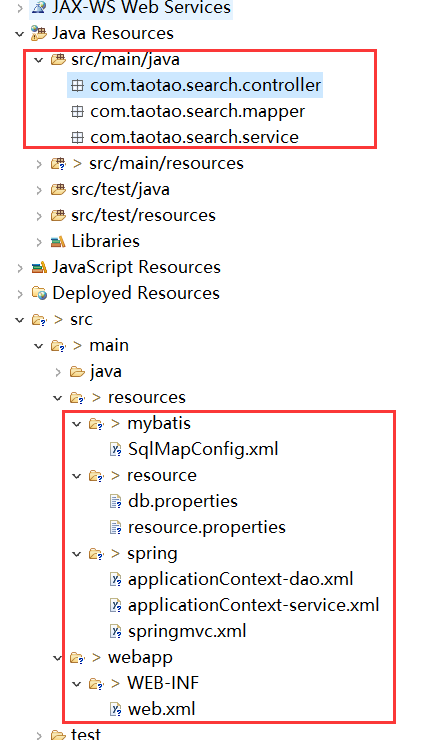 JAX-WS Web Services
Java Resources
src/main/java
com.taotao.search.controller
com.taotao.search.mapper
com.taotao.search.service
> src/main/resources
src/test/java
src/test/resources
Libraries
JavaScript Resources
Deployed Resources
> src
> main
> java
> resources
> mybatis
SqlMapConfig.xml
> resource
db.properties
resource.properties
> spring
applicationContext-dao.xml
applicationContext-service.xml
springmvc.xml
> webapp
> WEB-INF
web.xml
> test